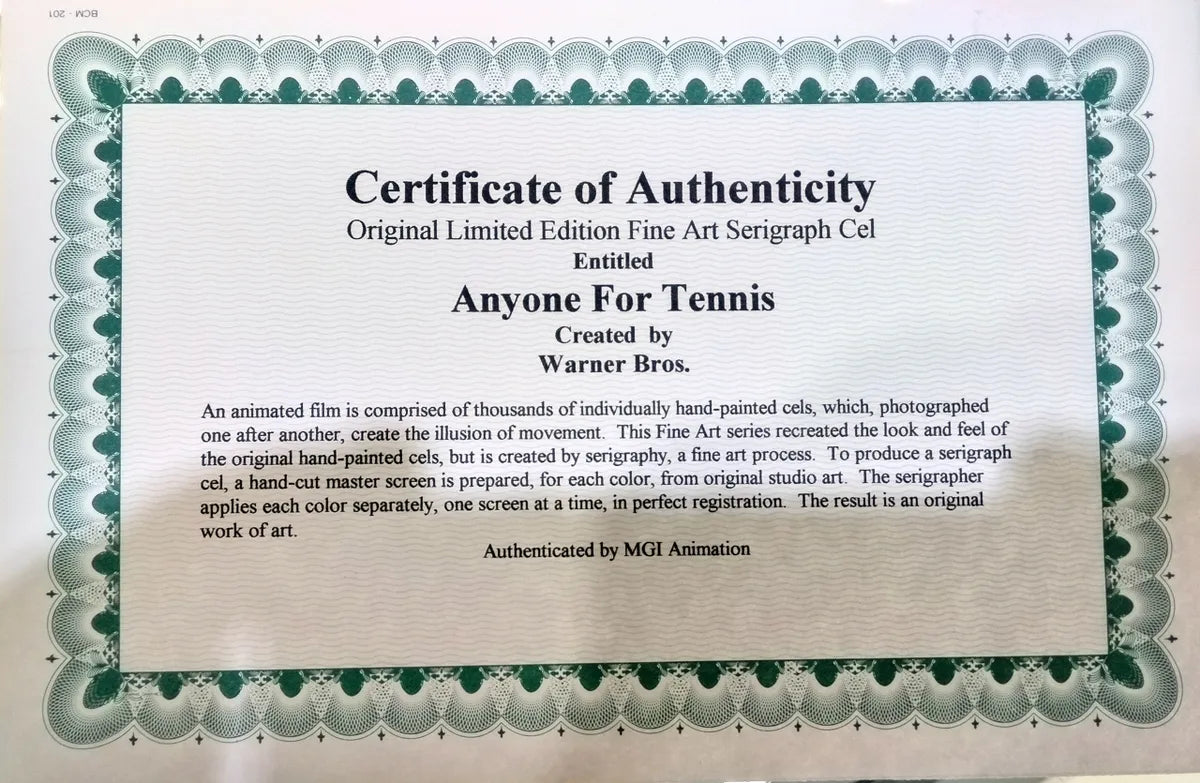 BCM - 201
Certificate of Authenticity
Original Limited Edition Fine Art Serigraph Cel
Entitled
Anyone For Tennis
Created by
Warner Bros.
An animated film is comprised of thousands of individually hand-painted cels, which, photographed
one after another, create the illusion of movement. This Fine Art series recreated the look and feel of
the original hand-painted cels, but is created by serigraphy, a fine art process. To produce a serigraph
cel, a hand-cut master screen is prepared, for each color, from original studio art. The serigrapher
applies each color separately, one screen at a time, in perfect registration. The result is an original
work of art.
Authenticated by MGI Animation